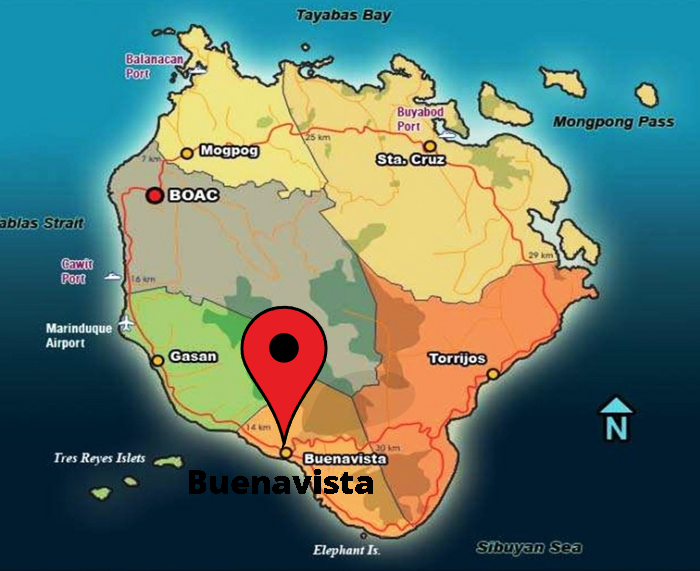 Tayabas Bay
Balanacan
Port
Buyabod
Port
Mongpong Pass
25 km
Mogpog
7 km
Sta. Cruz
BOAC
ablas Strait
29 km
Gawit
Port
16 km
Marinduque
Airport
Gasan
Torrijos
N
14 km
30 km
Tres Reyes Islets
Buenavista
Buenavista
Elephant Is.
Sibuyan Sea